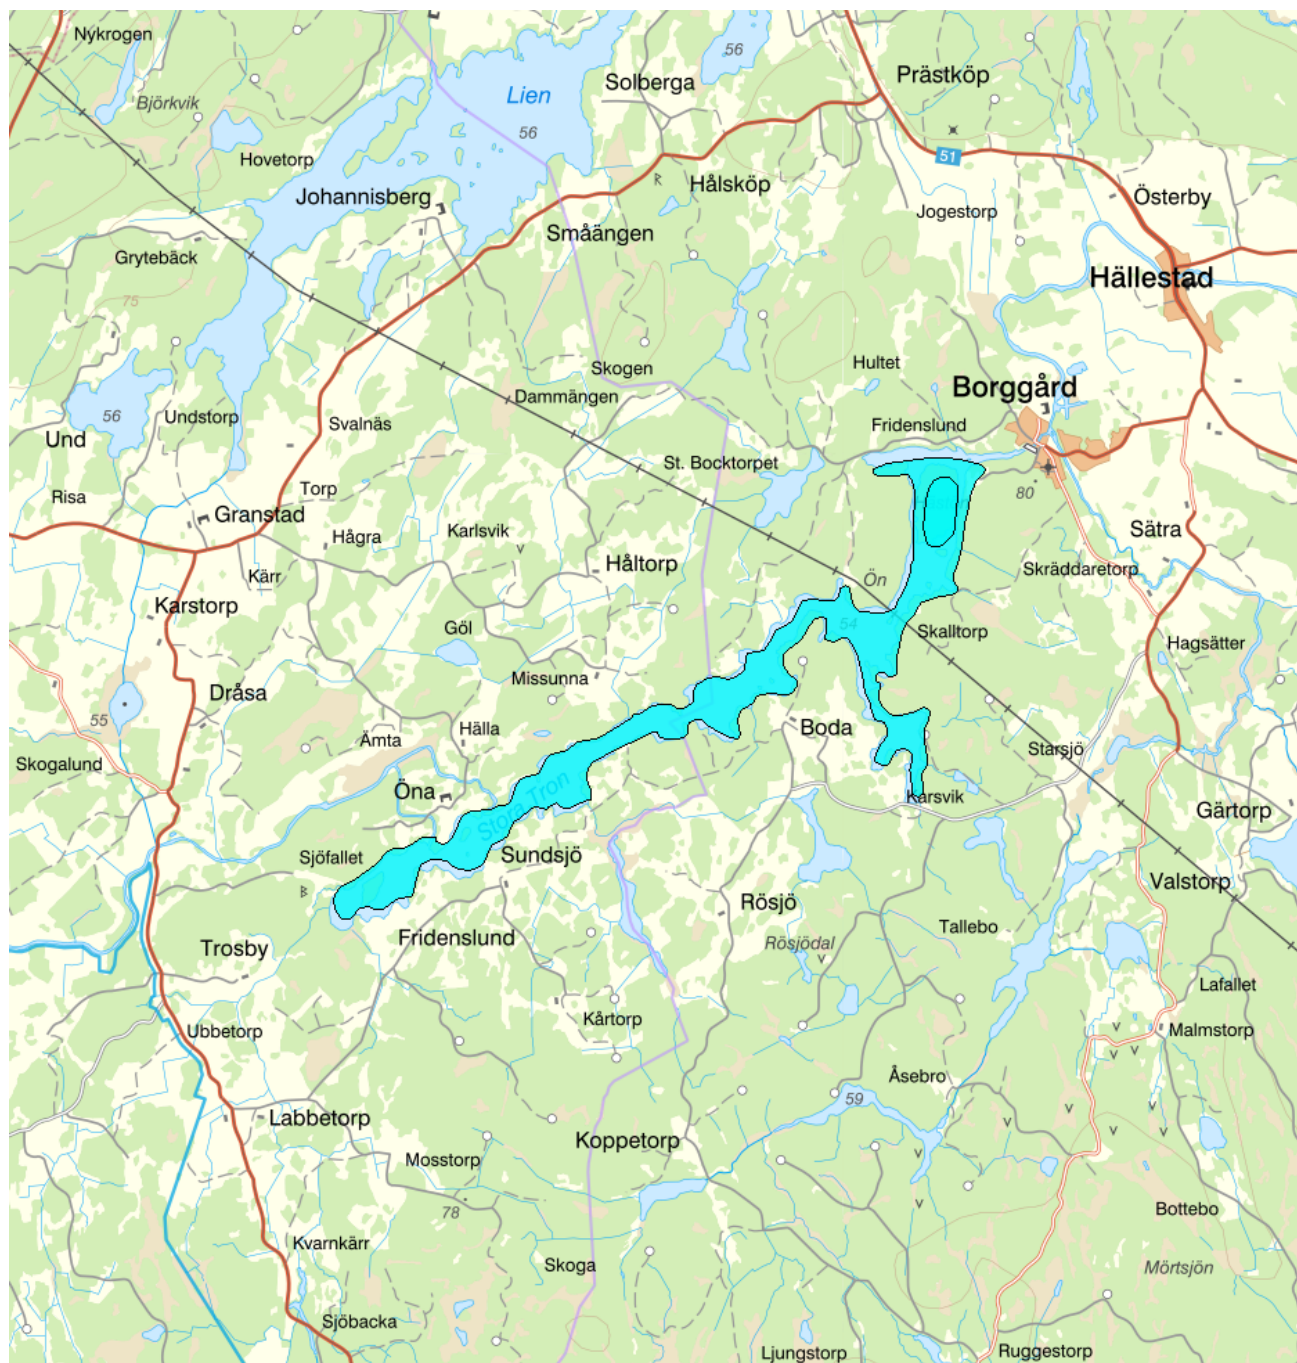 Nykrogen
56
Solberga
Prästköp
Lien
Björkvik
56
51
Hovetorp
Hålsköp
Johannisberg
Österby
Jogestorp
Småängen
Grytebäck
Hällestad
75
Hultet
Skogen
Borggård
Dammängen
56
Undstorp
Svalnäs
Fridenslund
Und
St. Bocktorpet
Torp
80
Risa
Granstad
Karlsvik
Sätra
Hågra
Håltorp
Skräddaretorp
Kärr
Ön
Karstorp
54
Göl
Skalltorp
Hagsätter
Missunna
Dråsa
55
Hälla
Boda
Ämta
Starsjö
Skogalund
Öna
Stora Tron
Karsvik
Gärtorp
Sjöfallet
Sundsjö
Valstorp
Rösjö
Tallebo
Fridenslund
Trosby
Rösjödal
Lafallet
Kårtorp
Ubbetorp
Malmstorp
Åsebro
59
Labbetorp
Koppetorp
Mosstorp
78
Bottebo
Kvarnkärr
Skoga
Mörtsjön
Sjöbacka
Ljungstorp
Ruggestorp